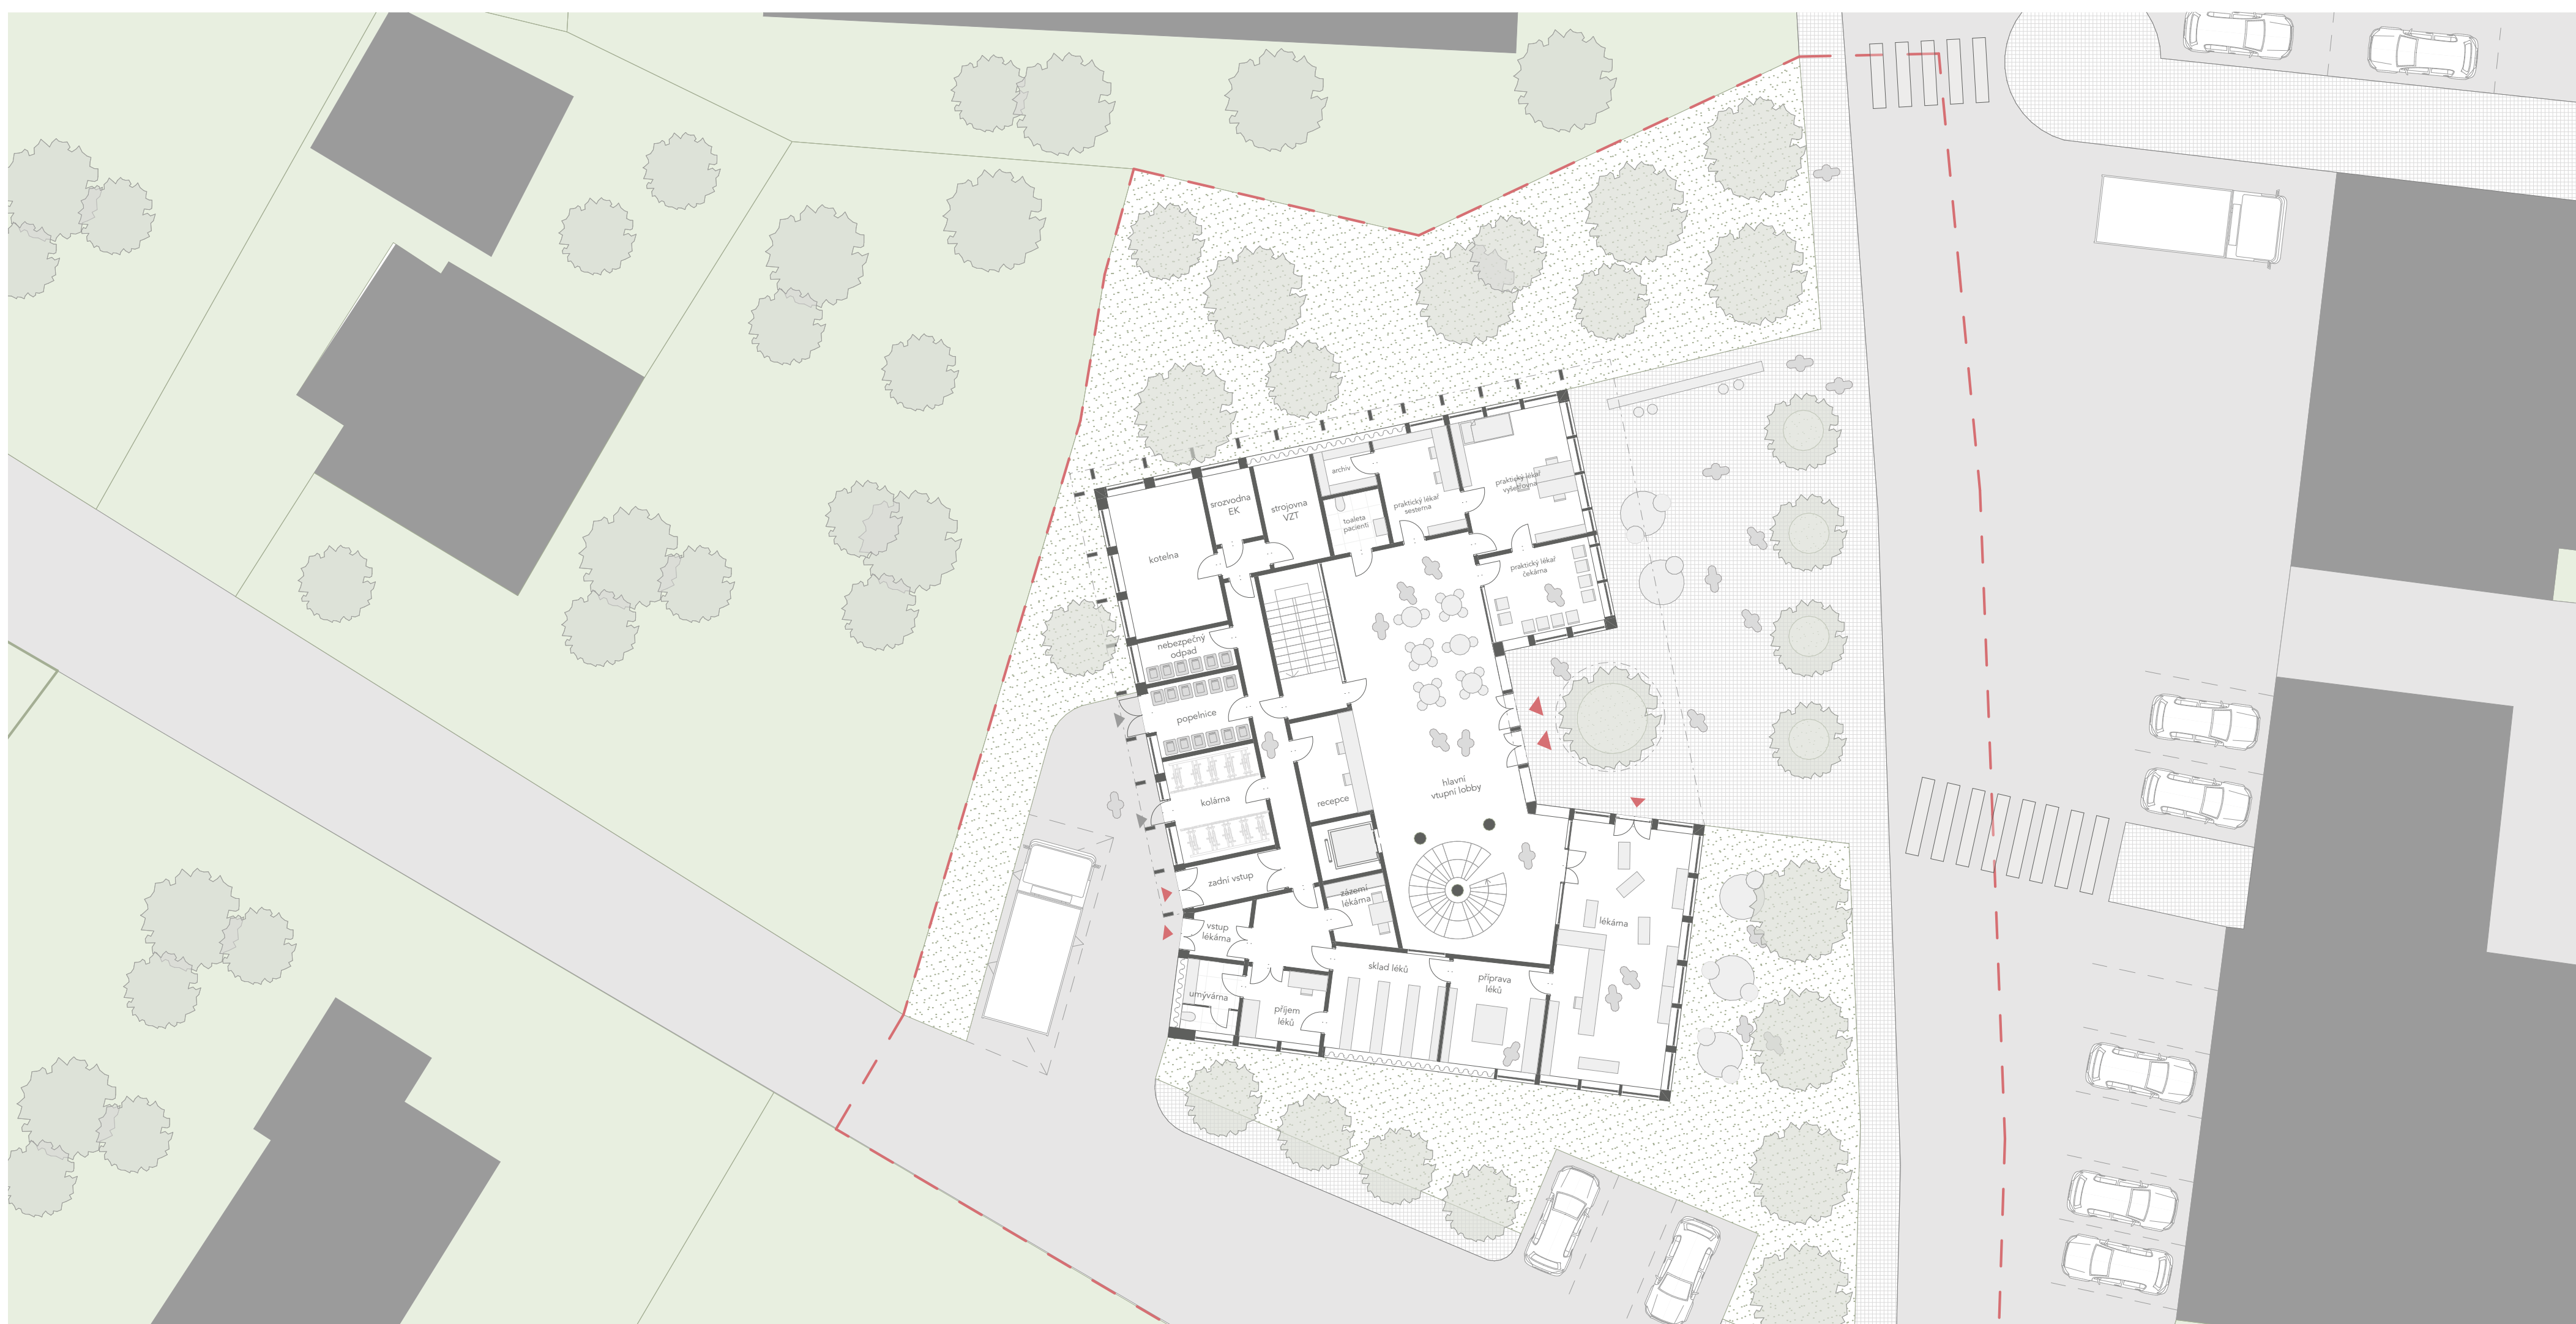 archiv
srozvodna
EK
strojovna
VZT
toaleta
pacienti
praktický lékař
sesterna
praktický lékař
vyšetřovna
kotelna
praktický lékař
čekárna
nebezpečný
odpad
popelnice
kolárna
recepce
hlavní
vtupní lobby
zadní vstup
zázemí
lékárna
vstup
lékárna
lékárna
umývárna
příjem
léků
sklad léků
příprava
léků